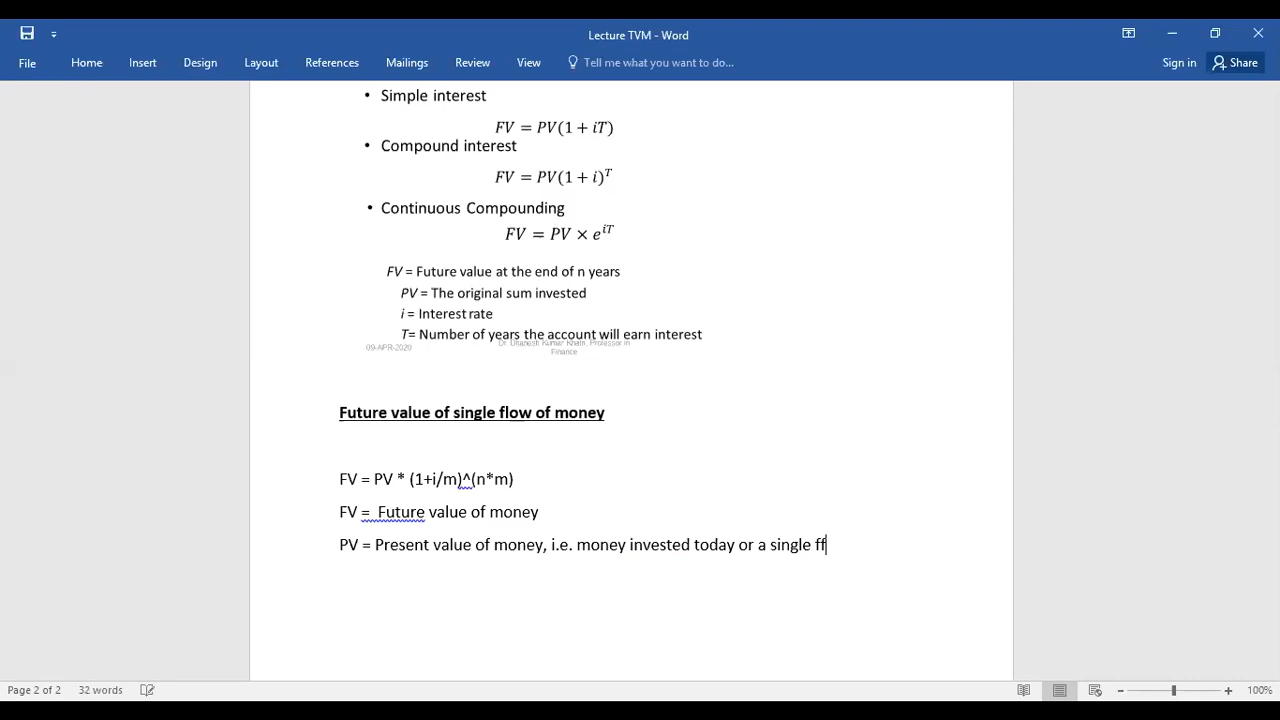 Lecture TVM - Word
File Home Insert Design Layout References Mailings Review View Tell me what you want to do... Sign in Share
• Simple interest
FV = PV(1 + iT)
• Compound interest
FV = PV(1 + i)^T
• Continuous Compounding
FV = PV × e^{iT}
FV = Future value at the end of n years
PV = The original sum invested
i = Interest rate
T= Number of years the account will earn interest
09-APR-2020
Kumar Khatri, Professor in
Finance
Future value of single flow of money
FV = PV * (1+i/m)^(n*m)
FV = Future value of money
PV = Present value of money, i.e. money invested today or a single ff
Page 2 of 2 32 words 100%